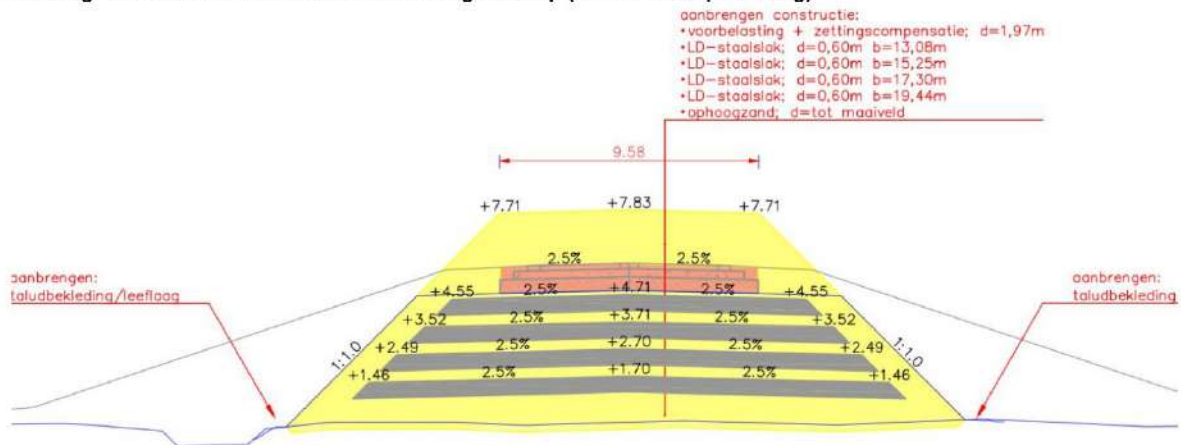 aanbrengen constructie:
•voorbelasting + zettingscompensatie; d=1,97m
•LD-staalslak; d=0,60m b=13,08m
•LD-staalslak; d=0,60m b=15,25m
•LD-staalslak; d=0,60m b=17,30m
•LD-staalslak; d=0,60m b=19,44m
•ophoogzand; d=tot maaiveld
9.58
+7.71 +7.83 +7.71
2.5% 2.5%
aanbrengen:
taludbekleding/leeflaag
aanbrengen:
taludbekleding
+4.55 2.5% +4.71 2.5% +4.55
+3.52 2.5% +3.71 2.5% +3.52
1:1.0 +2.49 2.5% +2.70 2.5% +2.49 1:1.0
+1.46 2.5% +1.70 2.5% +1.46